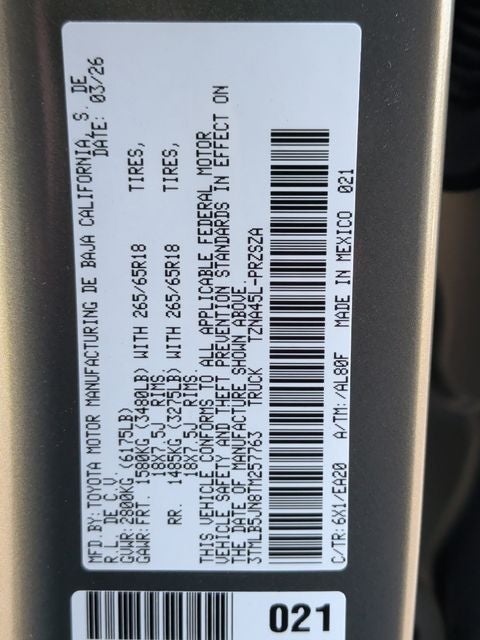 MFD.BY:TOYOTA MOTOR MANUFACTURING DE BAJA CALIFORNIA, S. DE
R.L. DE C.V. DATE: 03/26
GVWR:2800KG (6175LB)
GAWR:FRT. 1580KG (3480LB) WITH 265/65R18 TIRES,
18X7.5J RIMS
RR. 1485KG (3275LB) WITH 265/65R18 TIRES,
18X7.5J RIMS
THIS VEHICLE CONFORMS TO ALL APPLICABLE FEDERAL MOTOR
VEHICLE SAFETY AND THEFT PREVENTION STANDARDS IN EFFECT ON
THE DATE OF MANUFACTURE SHOWN ABOVE.
3TMLB5JN8TM257763 TRUCK TZNA45L-PRZSZA
C/TR:6X1/EA20 A/TM:/AL80F MADE IN MEXICO 021
021